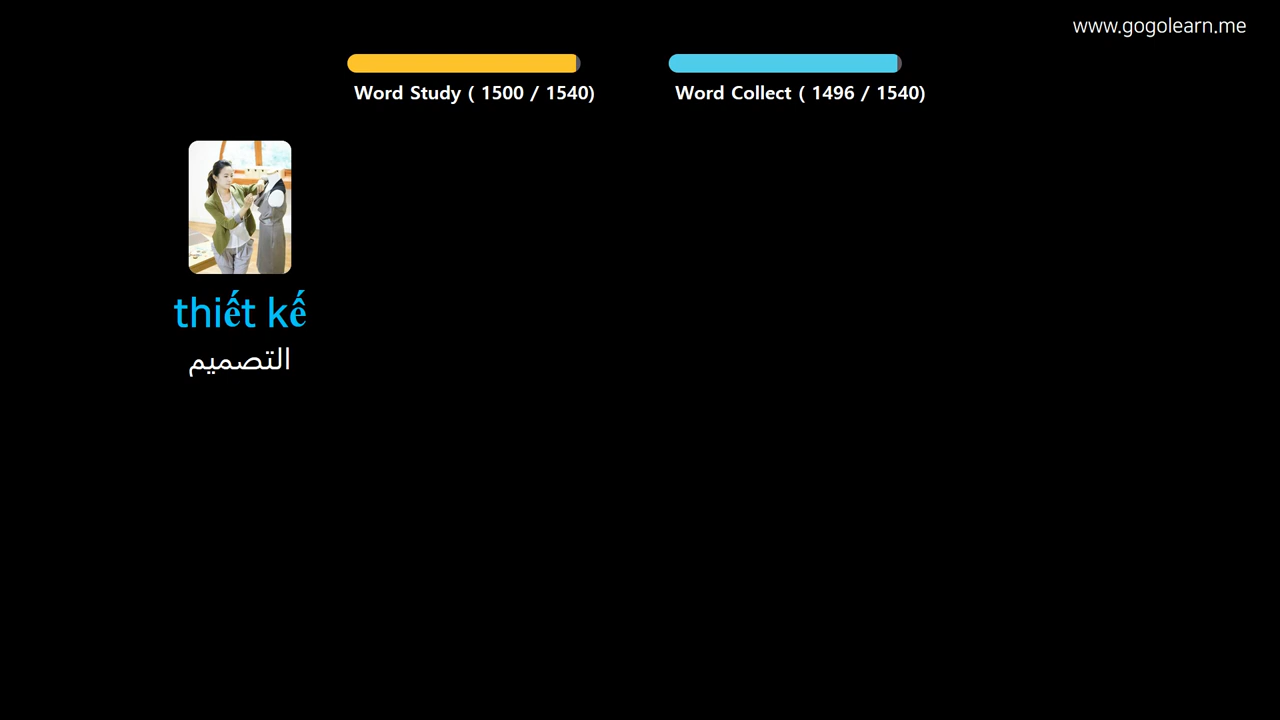 www.gogolearn.me
Word Study ( 1500 / 1540)
Word Collect ( 1496 / 1540)
thiết kế
التصميم